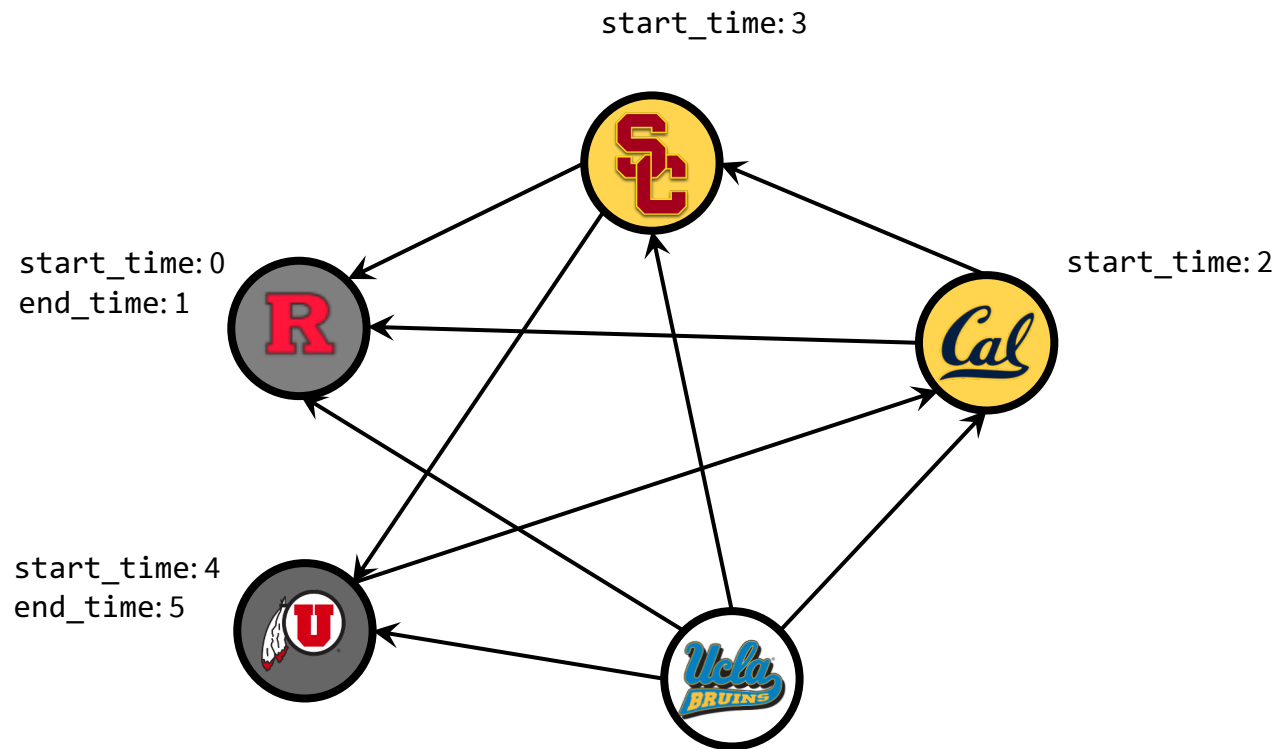 start_time: 3
SC
start_time: 0
end_time: 1
R
start_time: 2
Cal
start_time: 4
end_time: 5
U
Ucla
BRUINS